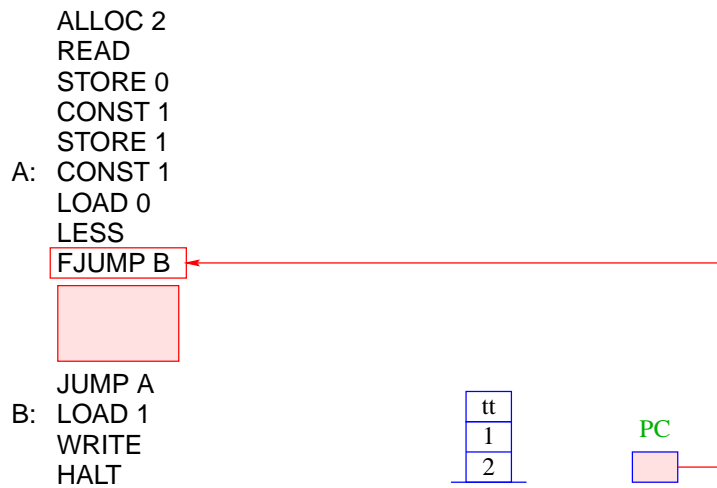 ALLOC 2
READ
STORE 0
CONST 1
STORE 1
A: CONST 1
LOAD 0
LESS
FJUMP B
JUMP A
B: LOAD 1
WRITE
HALT
tt
1
2
PC